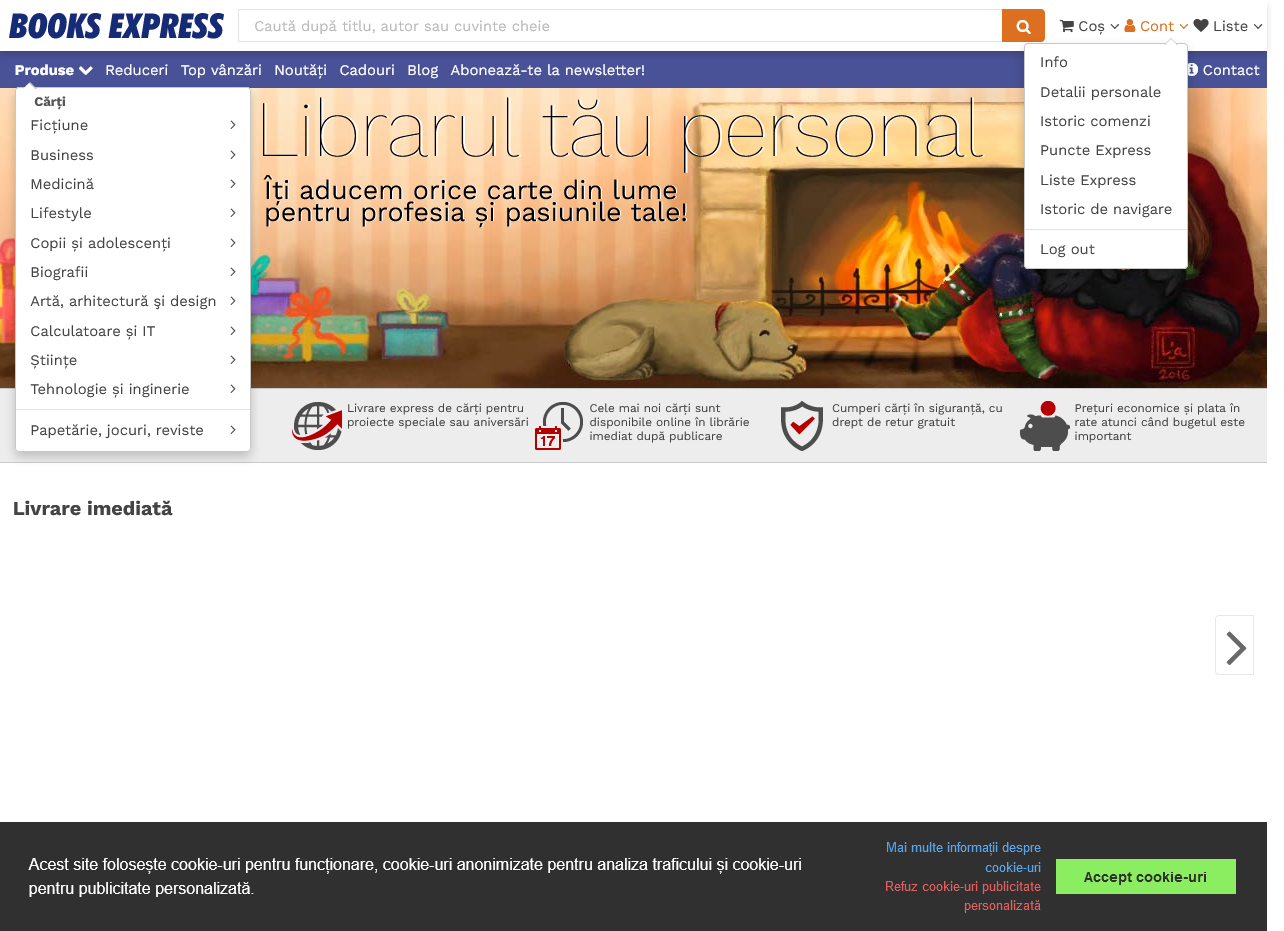 BOOKS EXPRESS
Caută după titlu, autor sau cuvinte cheie
Coș
Cont
Liste
Produse
Reduceri
Top vânzări
Noutăți
Cadouri
Blog
Abonează-te la newsletter!
Contact
Info
Detalii personale
Istoric comenzi
Puncte Express
Liste Express
Istoric de navigare
Log out
Cărți
Ficțiune
Business
Medicină
Lifestyle
Copii și adolescenți
Biografii
Artă, arhitectură şi design
Calculatoare și IT
Științe
Tehnologie și inginerie
Papetărie, jocuri, reviste
Librarul tău personal
Îți aducem orice carte din lume
pentru profesia și pasiunile tale!
2016
Livrare express de cărți pentru
proiecte speciale sau aniversări
17
Cele mai noi cărți sunt
disponibile online în librărie
imediat după publicare
Cumperi cărți în siguranță, cu
drept de retur gratuit
Prețuri economice și plata în
rate atunci când bugetul este
important
Livrare imediată
Acest site folosește cookie-uri pentru funcționare, cookie-uri anonimizate pentru analiza traficului și cookie-uri
pentru publicitate personalizată.
Mai multe informații despre
cookie-uri
Refuz cookie-uri publicitate
personalizată
Accept cookie-uri